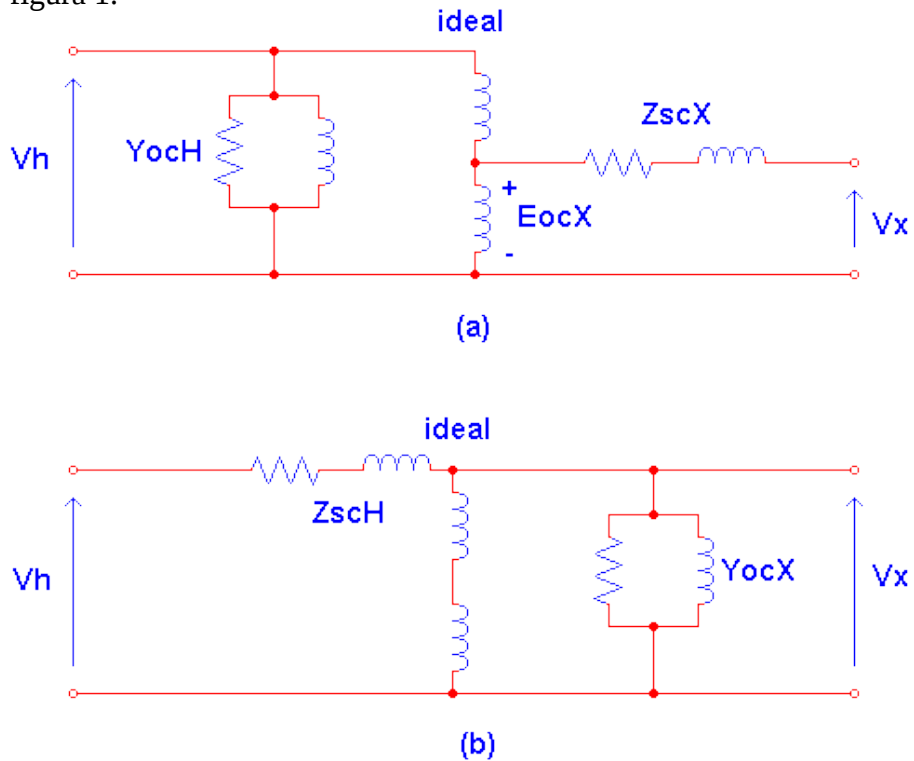 figura 1.
ideal
ZscX
Vh
YocH
+
EocX
-
Vx
(a)
ideal
ZscH
Vh
YocX
Vx
(b)